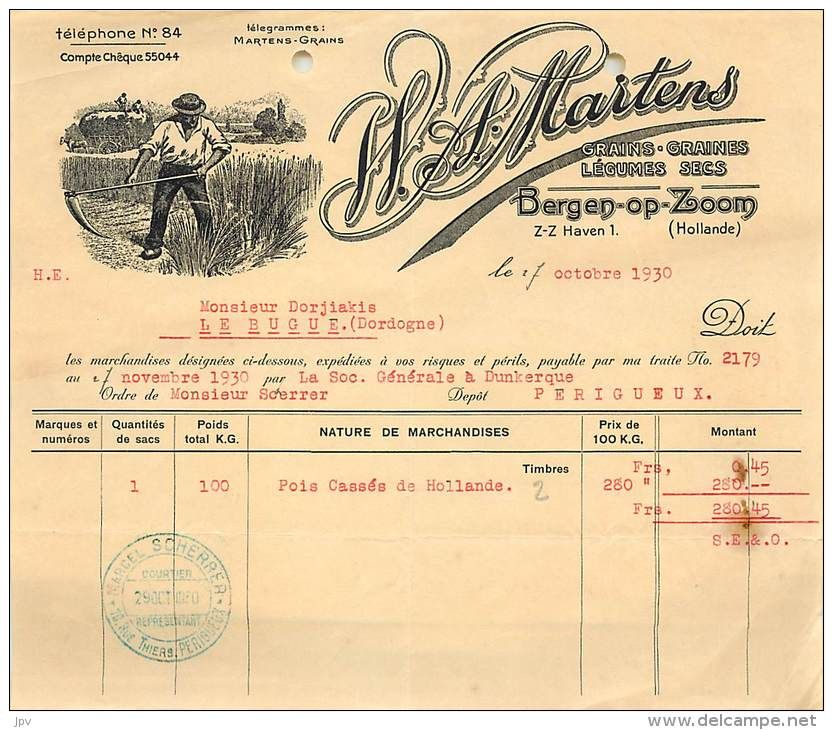 téléphone No. 84
Compte Chèque 55044
télegrammes:
MARTENS-GRAINS
H. A. Martens
GRAINS · GRAINES
LÉGUMES SECS
Bergen-op-Zoom
Z-Z Haven 1. (Hollande)
H.E.
le 27 octobre 1930
Monsieur Dorjiakis
LE BUGUE.(Dordogne)
Doit
les marchandises désignées ci-dessous, expédiées à vos risques et périls, payable par ma traite No. 2179
au 27 novembre 1930 par La Soc. Générale à Dunkerque
Ordre de Monsieur Scherrer Depôt PERIGUEUX.
Marques et numéros Quantités de sacs Poids total K.G. NATURE DE MARCHANDISES Prix de 100 K.G. Montant
Timbres Frs, 0.45
1 100 Pois Cassés de Hollande. 2 280 " 280.--
Frs. 280.45
S.E.&.O.
MARCEL SCHERRER
COURTIER
29 OCT 1930
REPRÉSENTANT
RUE THIERS, PÉRIGUEUX
jpv
www.delcampe.net